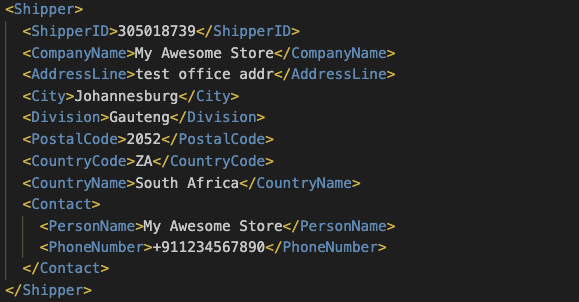 <Shipper>
<ShipperID>305018739</ShipperID>
<CompanyName>My Awesome Store</CompanyName>
<AddressLine>test office addr</AddressLine>
<City>Johannesburg</City>
<Division>Gauteng</Division>
<PostalCode>2052</PostalCode>
<CountryCode>ZA</CountryCode>
<CountryName>South Africa</CountryName>
<Contact>
<PersonName>My Awesome Store</PersonName>
<PhoneNumber>+911234567890</PhoneNumber>
</Contact>
</Shipper>